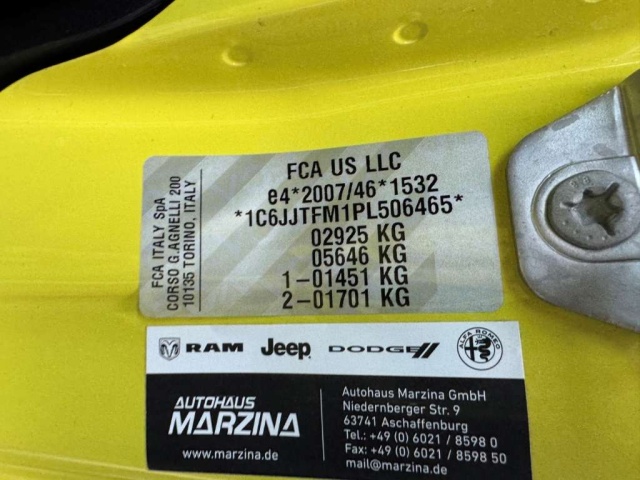 FCA US LLC
e4*2007/46*1532
*1C6JJTFM1PL506465*
02925 KG
05646 KG
1-01451 KG
2-01701 KG
FCA ITALY SpA
CORSO G.AGNELLI 200
10135 TORINO, ITALY
RAM Jeep DODGE ALFA ROMEO
AUTOHAUS
MARZINA
www.marzina.de
Autohaus Marzina GmbH
Niedernberger Str. 9
63741 Aschaffenburg
Tel.: +49 (0) 6021 / 8598 0
Fax: +49 (0) 6021 / 8598 50
mail@marzina.de